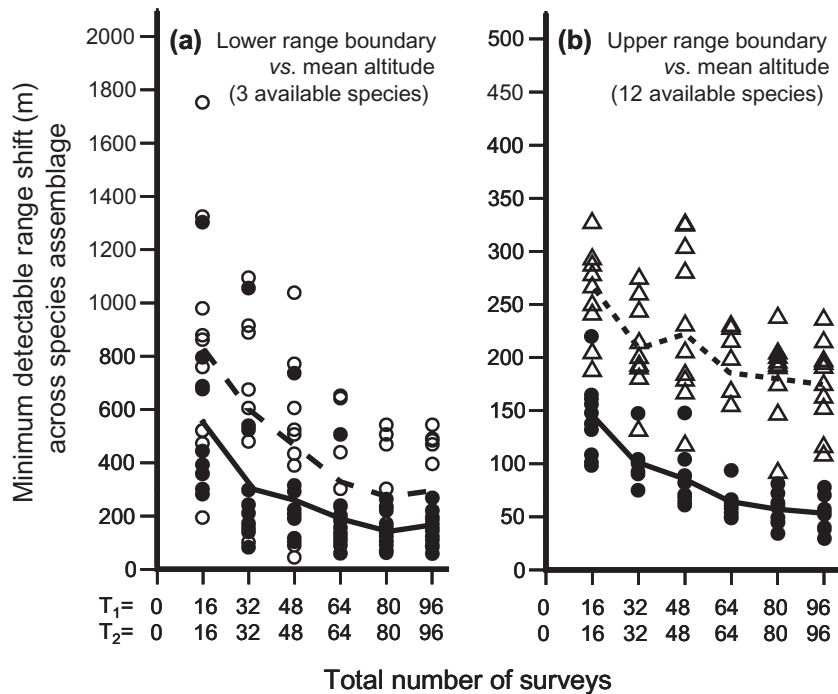 Minimum detectable range shift (m)
across species assemblage
(a) Lower range boundary
vs. mean altitude
(3 available species)
2000
1800
1600
1400
1200
1000
800
600
400
200
0
(b) Upper range boundary
vs. mean altitude
(12 available species)
500
450
400
350
300
250
200
150
100
50
0
T1= 0 16 32 48 64 80 96 0 16 32 48 64 80 96
T2= 0 16 32 48 64 80 96 0 16 32 48 64 80 96
Total number of surveys